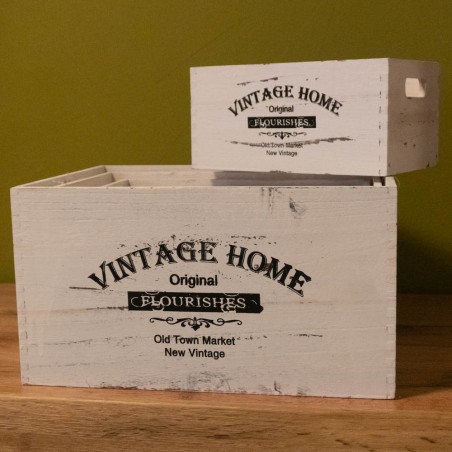 VINTAGE HOME
Original
FLOURISHES
Old Town Market
New Vintage
VINTAGE HOME
Original
FLOURISHES
Old Town Market
New Vintage